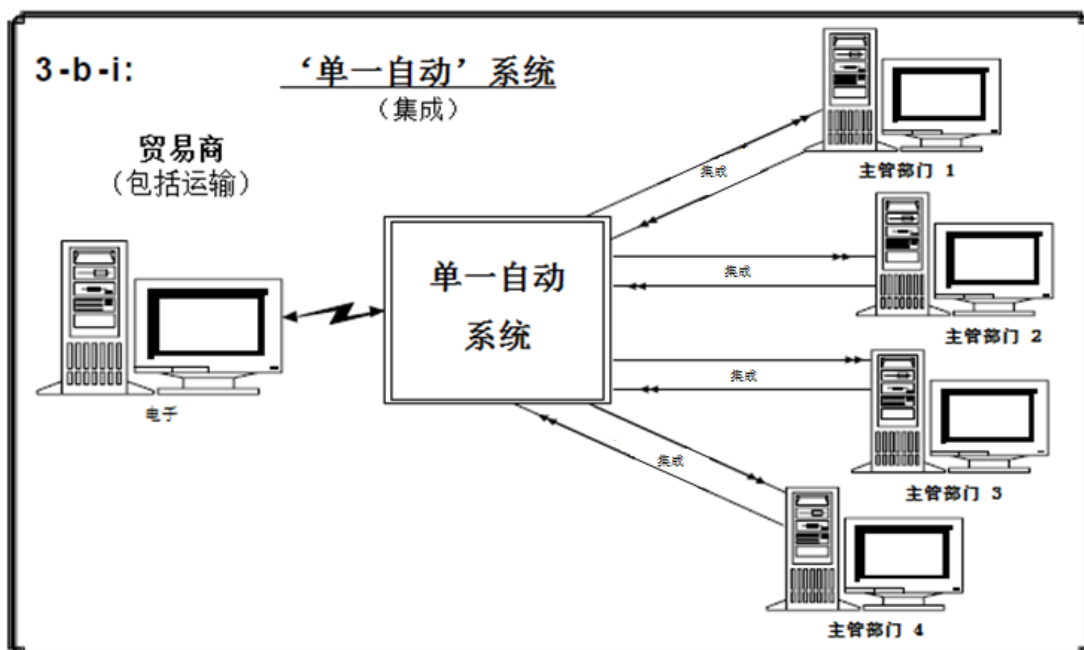 3-b-i:
‘单一自动’系统
（集成）
贸易商
（包括运输）
电子
单一自动
系统
集成
主管部门 1
集成
主管部门 2
集成
主管部门 3
集成
主管部门 4